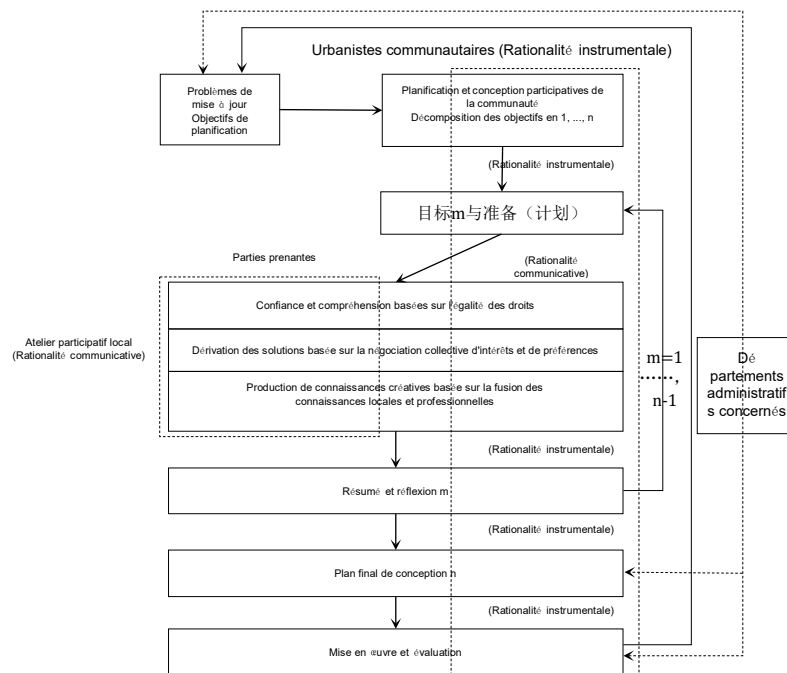 Urbanistes communautaires (Rationalité instrumentale)
Problèmes de
mise à jour
Objectifs de
planification
Planification et conception participatives de
la communauté
Décomposition des objectifs en 1, ..., n
(Rationalité instrumentale)
目标m与准备（计划）
Parties prenantes
(Rationalité
communicative)
Confiance et compréhension basées sur l'égalité des droits
Atelier participatif local
(Rationalité communicative)
Dérivation des solutions basée sur la négociation collective d'intérêts et de préférences
Production de connaissances créatives basée sur la fusion des
connaissances locales et professionnelles
m=1
……,
n-1
Dé
partements
administratif
s concernés
(Rationalité instrumentale)
Résumé et réflexion m
(Rationalité instrumentale)
Plan final de conception n
(Rationalité instrumentale)
Mise en œuvre et évaluation